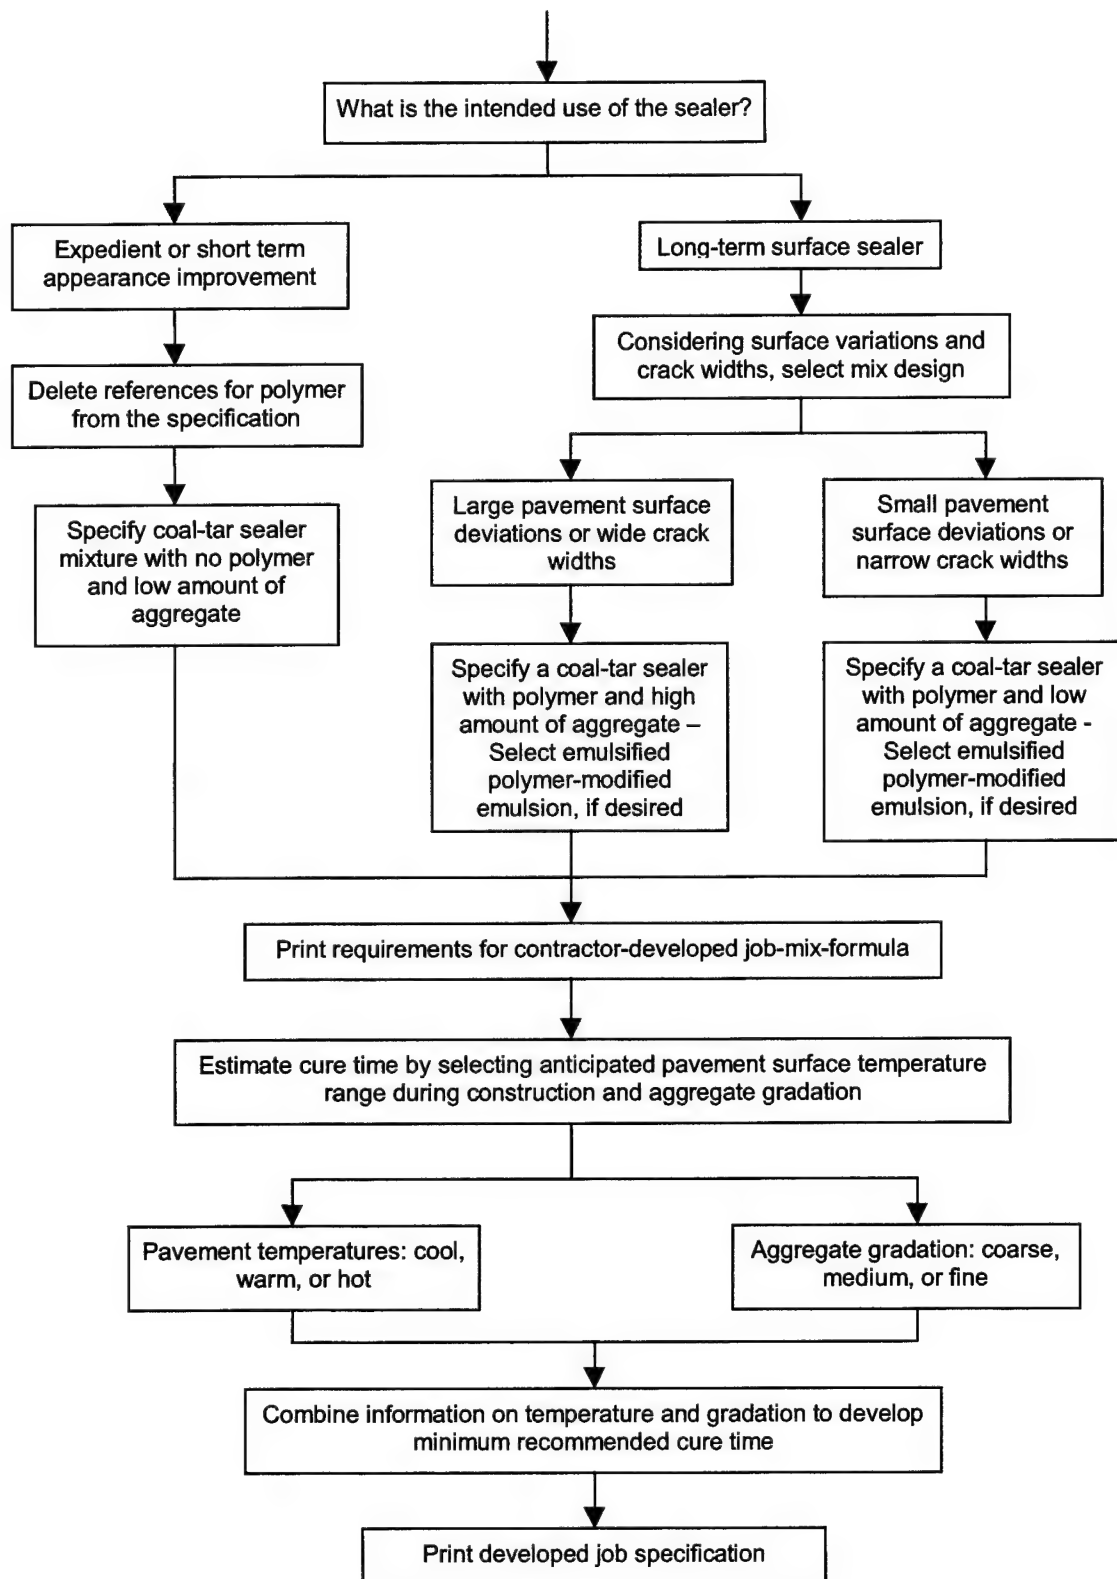 What is the intended use of the sealer?
Expedient or short term
appearance improvement
Delete references for polymer
from the specification
Specify coal-tar sealer
mixture with no polymer
and low amount of
aggregate
Long-term surface sealer
Considering surface variations and
crack widths, select mix design
Large pavement surface
deviations or wide crack
widths
Specify a coal-tar sealer
with polymer and high
amount of aggregate –
Select emulsified
polymer-modified
emulsion, if desired
Small pavement
surface deviations or
narrow crack widths
Specify a coal-tar sealer
with polymer and low
amount of aggregate -
Select emulsified
polymer-modified
emulsion, if desired
Print requirements for contractor-developed job-mix-formula
Estimate cure time by selecting anticipated pavement surface temperature
range during construction and aggregate gradation
Pavement temperatures: cool,
warm, or hot
Aggregate gradation: coarse,
medium, or fine
Combine information on temperature and gradation to develop
minimum recommended cure time
Print developed job specification